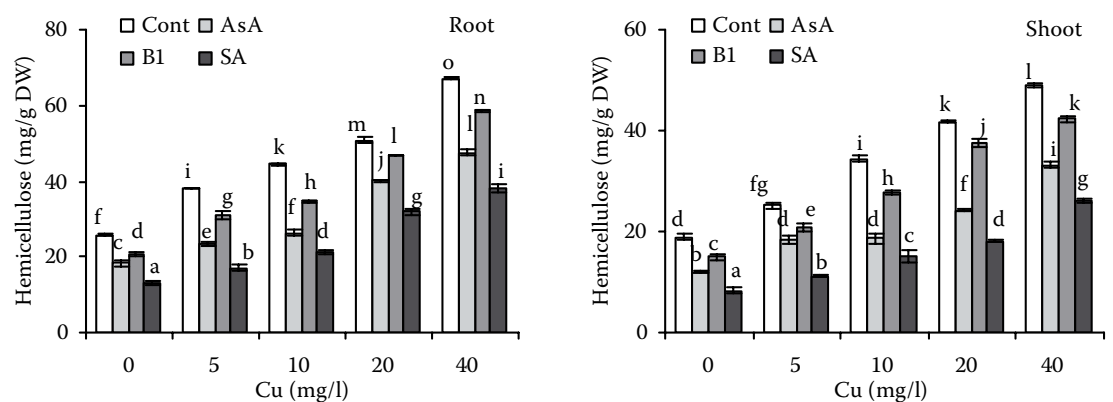 80
60
40
20
0
Hemicellulose (mg/g DW)
Cont AsA
B1 SA
Root
f c d a
i e g b
k f h d
m j l g
o l n i
0 5 10 20 40
Cu (mg/l)
60
40
20
0
Hemicellulose (mg/g DW)
Cont AsA
B1 SA
Shoot
d b c a
fg d e b
i d h c
k f j d
l i k g
0 5 10 20 40
Cu (mg/l)